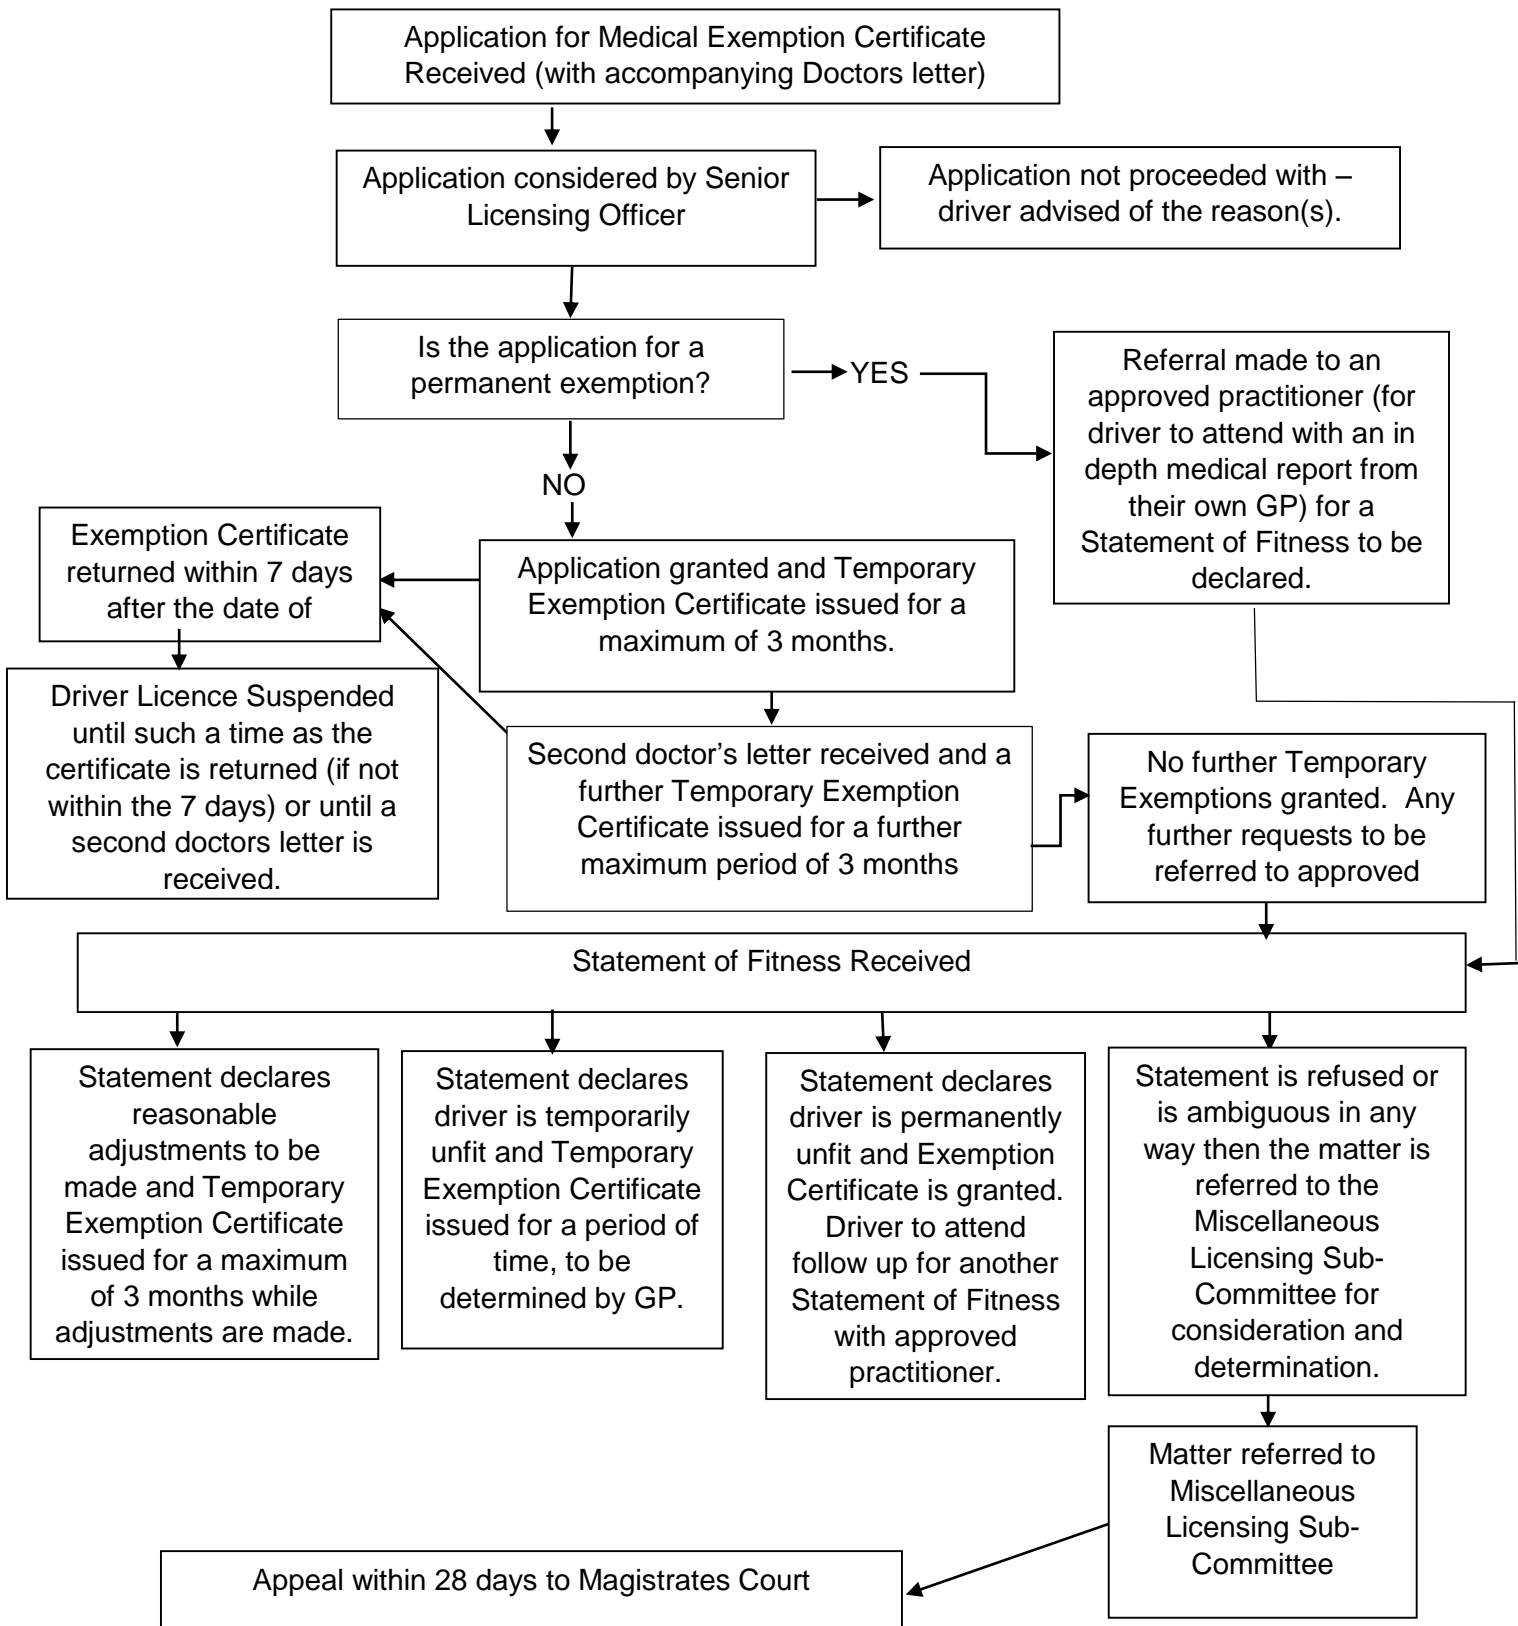 Application for Medical Exemption Certificate
Received (with accompanying Doctors letter)
Application considered by Senior
Licensing Officer
Application not proceeded with –
driver advised of the reason(s).
Is the application for a
permanent exemption?
YES
Referral made to an
approved practitioner (for
driver to attend with an in
depth medical report from
their own GP) for a
Statement of Fitness to be
declared.
NO
Exemption Certificate
returned within 7 days
after the date of
Application granted and Temporary
Exemption Certificate issued for a
maximum of 3 months.
Driver Licence Suspended
until such a time as the
certificate is returned (if not
within the 7 days) or until a
second doctors letter is
received.
Second doctor's letter received and a
further Temporary Exemption
Certificate issued for a further
maximum period of 3 months
No further Temporary
Exemptions granted.  Any
further requests to be
referred to approved
Statement of Fitness Received
Statement declares
reasonable
adjustments to be
made and Temporary
Exemption Certificate
issued for a maximum
of 3 months while
adjustments are made.
Statement declares
driver is temporarily
unfit and Temporary
Exemption Certificate
issued for a period of
time, to be
determined by GP.
Statement declares
driver is permanently
unfit and Exemption
Certificate is granted.
Driver to attend
follow up for another
Statement of Fitness
with approved
practitioner.
Statement is refused or
is ambiguous in any
way then the matter is
referred to the
Miscellaneous
Licensing Sub-
Committee for
consideration and
determination.
Matter referred to
Miscellaneous
Licensing Sub-
Committee
Appeal within 28 days to Magistrates Court